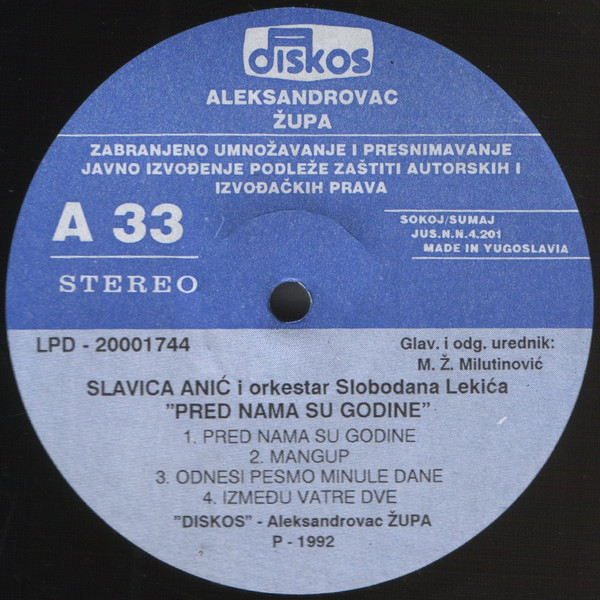 diskos
ALEKSANDROVAC
ŽUPA
ZABRANJENO UMNOŽAVANJE I PRESNIMAVANJE
JAVNO IZVOĐENJE PODLEŽE ZAŠTITI AUTORSKIH I
IZVOĐAČKIH PRAVA
A 33
STEREO
SOKOJ/SUMAJ
JUS.N.N.4.201
MADE IN YUGOSLAVIA
LPD - 20001744
Glav. i odg. urednik:
M. Ž. Milutinović
SLAVICA ANIĆ i orkestar Slobodana Lekića
"PRED NAMA SU GODINE"
1. PRED NAMA SU GODINE
2. MANGUP
3. ODNESI PESMO MINULE DANE
4. IZMEĐU VATRE DVE
"DISKOS" - Aleksandrovac ŽUPA
P - 1992